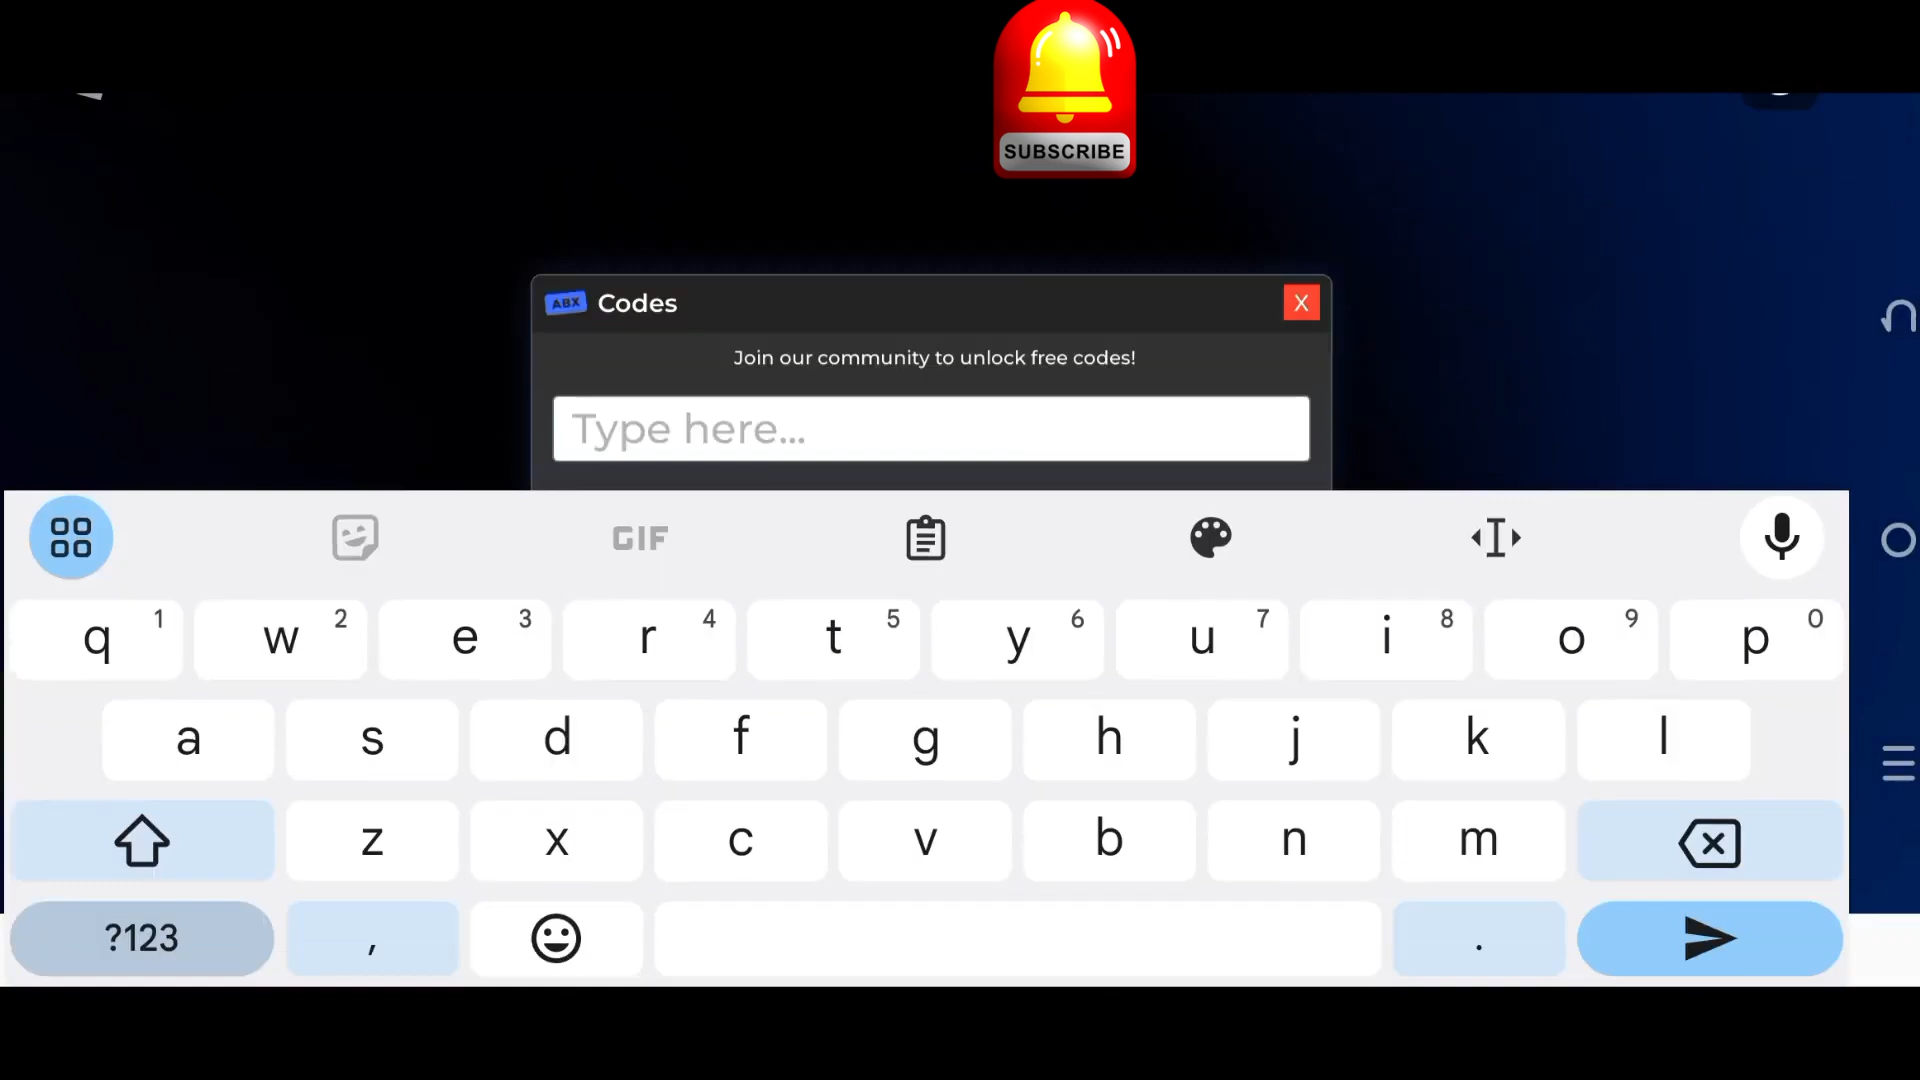 SUBSCRIBE
ABX Codes X
Join our community to unlock free codes!
Type here...
GIF
q 1 w 2 e 3 r 4 t 5 y 6 u 7 i 8 o 9 p 0
a s d f g h j k l
z x c v b n m
?123 , .